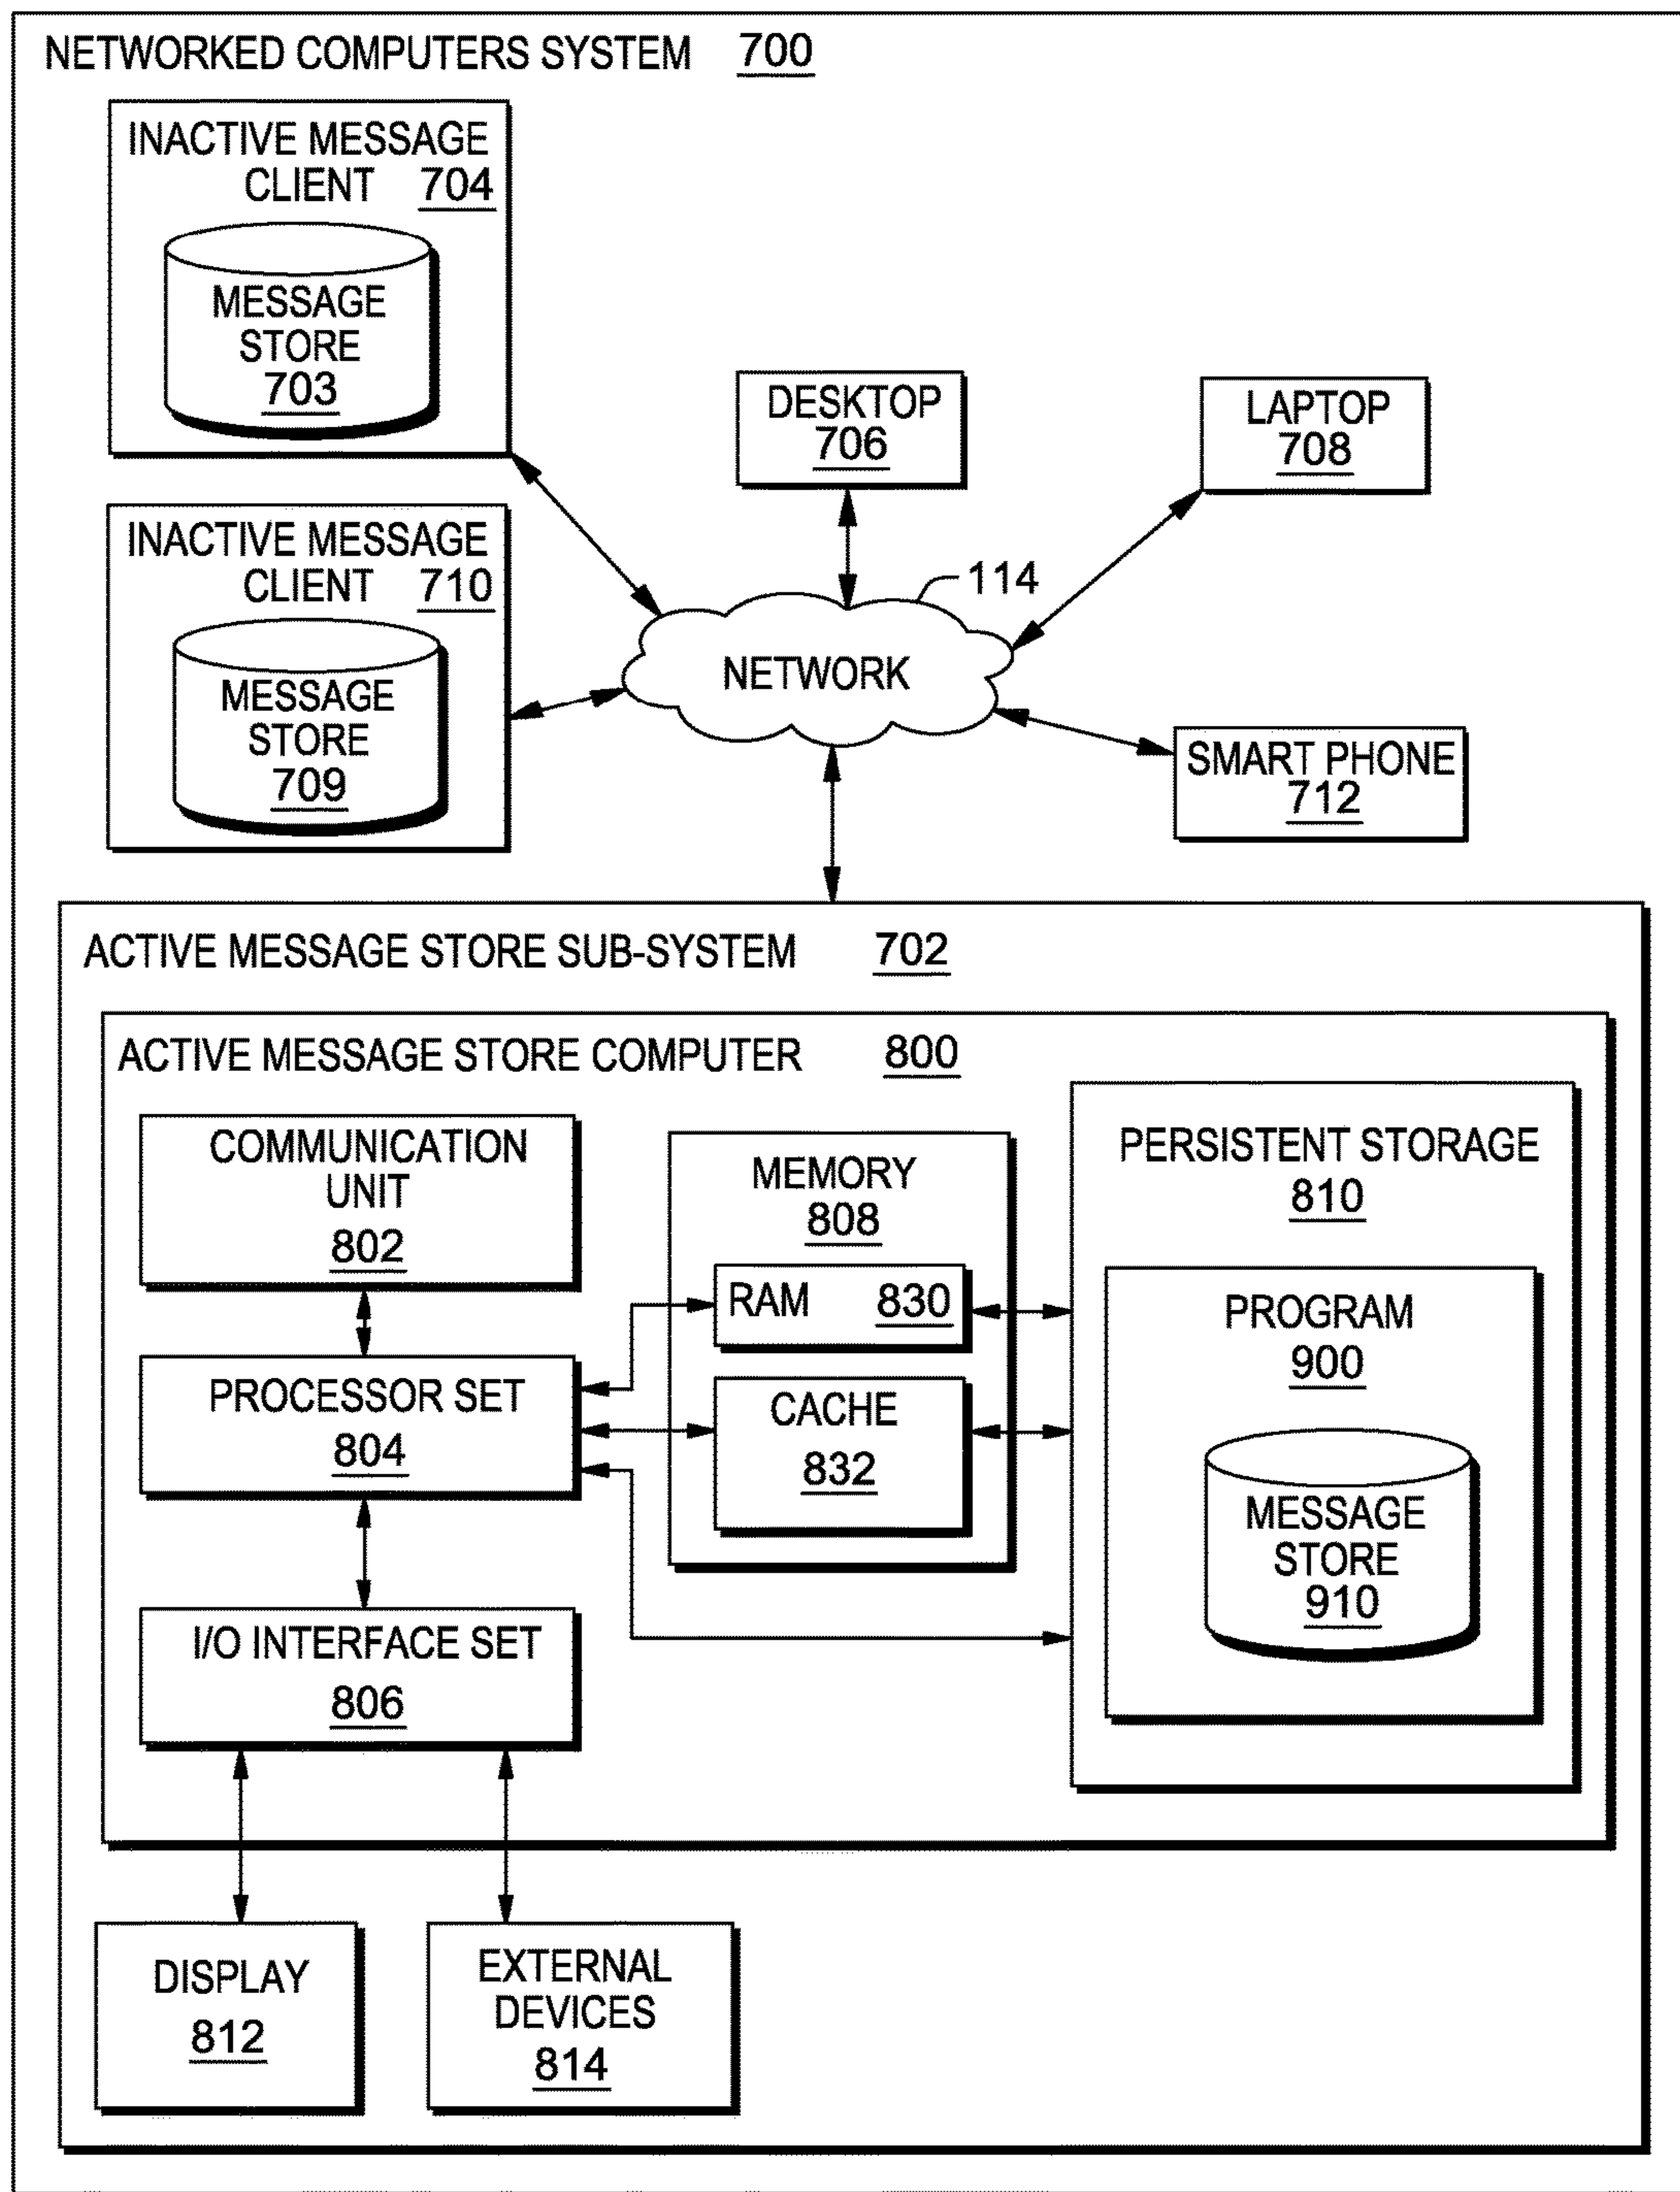 NETWORKED COMPUTERS SYSTEM 700
INACTIVE MESSAGE
CLIENT 704
MESSAGE
STORE
703
DESKTOP
706
LAPTOP
708
INACTIVE MESSAGE
CLIENT 710
MESSAGE
STORE
709
114
NETWORK
SMART PHONE
712
ACTIVE MESSAGE STORE SUB-SYSTEM 702
ACTIVE MESSAGE STORE COMPUTER 800
COMMUNICATION
UNIT
802
PROCESSOR SET
804
I/O INTERFACE SET
806
MEMORY
808
RAM 830
CACHE
832
PERSISTENT STORAGE
810
PROGRAM
900
MESSAGE
STORE
910
DISPLAY
812
EXTERNAL
DEVICES
814